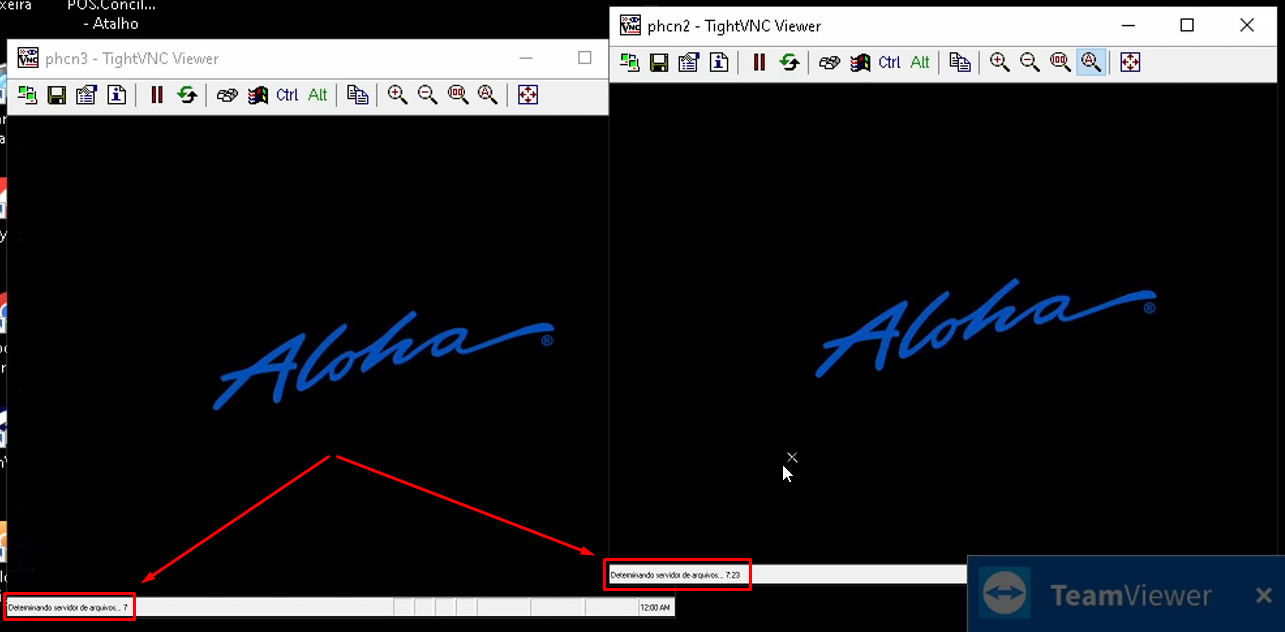 xeira
POS.Concil...
- Atalho
phcn3 - TightVNC Viewer
Ctrl Alt
Aloha®
Determinando servidor de arquivos... 7
12:00 AM
phcn2 - TightVNC Viewer
Ctrl Alt
Aloha®
Determinando servidor de arquivos... 7:23
TeamViewer